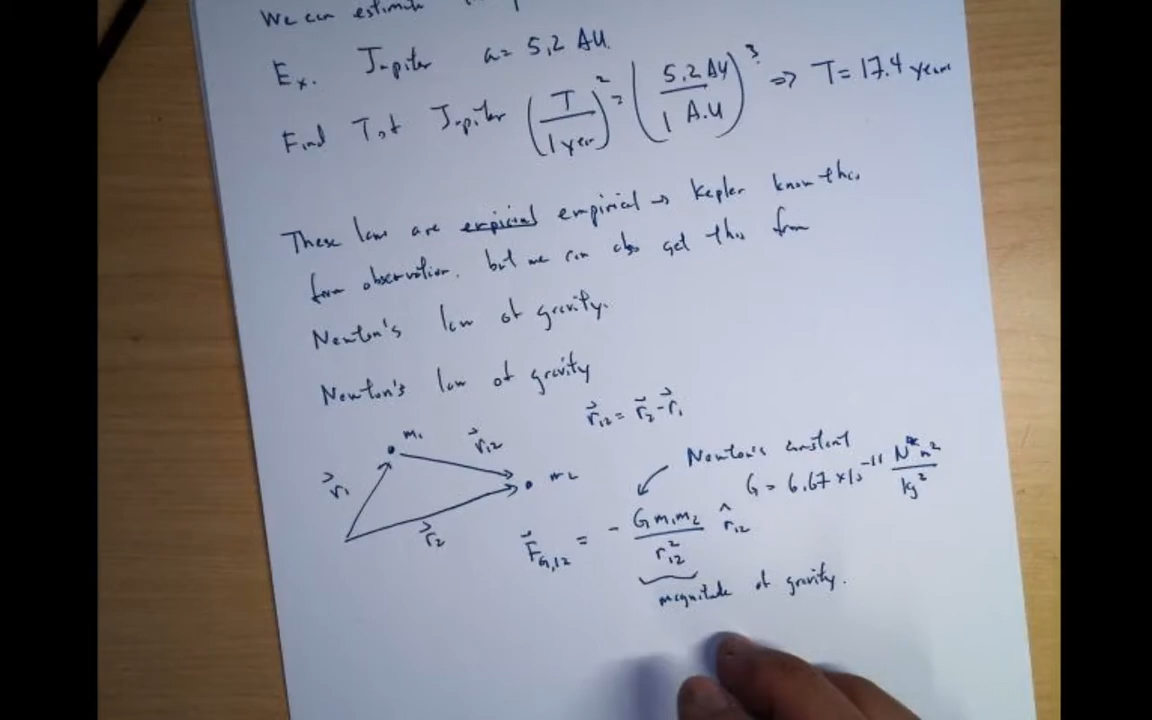 We can estimate
Ex. Jupiter a = 5.2 AU
Find T of Jupiter (T / 1 year)² = (5.2 AU / 1 A.U)³ ⇒ T = 17.4 years
These law are empirical → Kepler know this
form observation. but we can also get this from
Newton's law of gravity.
Newton's law of gravity
r⃗₁₂ = r⃗₂ - r⃗₁
m₁ r⃗₁₂ m₂ r⃗₁ r⃗₂
Newton's constant
G = 6.67 × 10⁻¹¹ N*m² / kg²
F⃗G,12 = - G m₁ m₂ / r₁₂² r̂₁₂
magnitude of gravity.